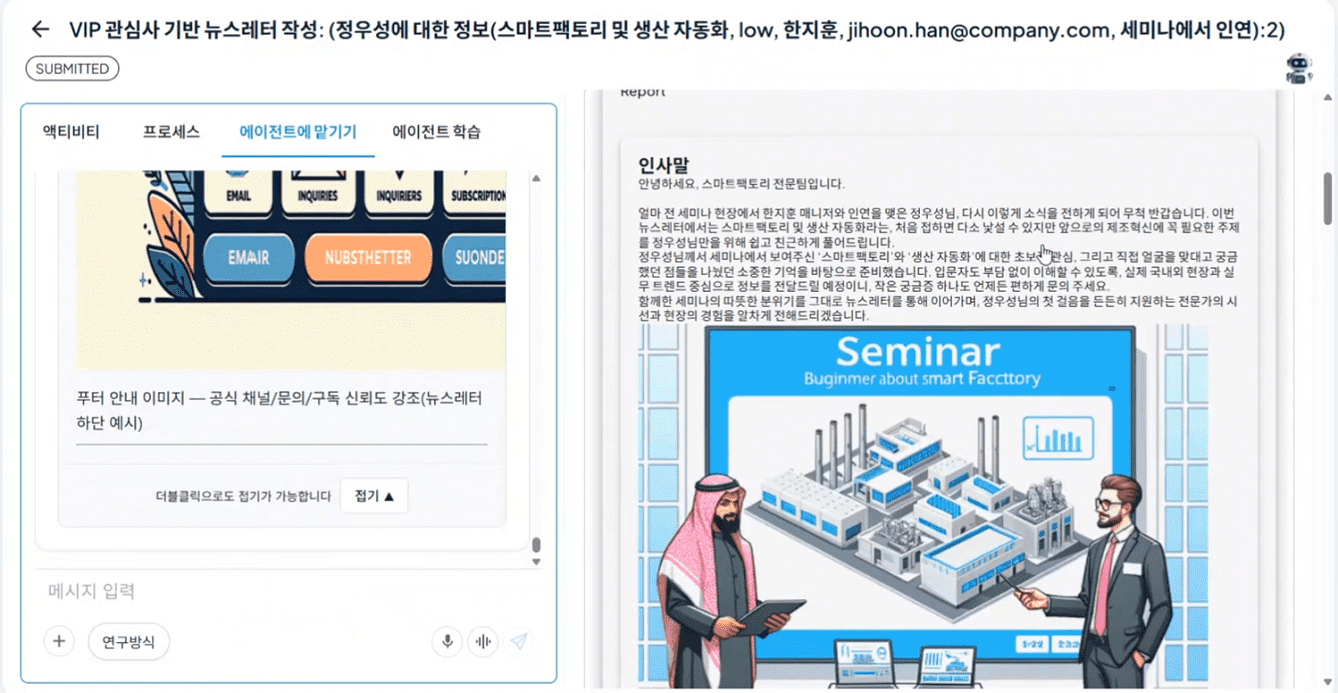 VIP 관심사 기반 뉴스레터 작성: (정우성에 대한 정보(스마트팩토리 및 생산 자동화, low, 한지훈, jihoon.han@company.com, 세미나에서 인연):2)
SUBMITTED
액티비티
프로세스
에이전트에 맡기기
에이전트 학습
EMAIL
INQUIRIES
INQUIRIERS
SUBSCRIPTION
EMAIR
NUBSTHETTER
SUONDE
푸터 안내 이미지 — 공식 채널/문의/구독 신뢰도 강조(뉴스레터
하단 예시)
더블클릭으로도 접기가 가능합니다
접기 ▲
메시지 입력
연구방식
Report
인사말
안녕하세요, 스마트팩토리 전문팀입니다.
얼마 전 세미나 현장에서 한지훈 매니저와 인연을 맺은 정우성님, 다시 이렇게 소식을 전하게 되어 무척 반갑습니다. 이번
뉴스레터에서는 스마트팩토리 및 생산 자동화라는, 처음 접하면 다소 낯설 수 있지만 앞으로의 제조혁신에 꼭 필요한 주제
를 정우성님만을 위해 쉽고 친근하게 풀어드립니다.
정우성님께서 세미나에서 보여주신 '스마트팩토리'와 '생산 자동화'에 대한 초보 관심, 그리고 직접 얼굴을 맞대고 궁금
했던 점들을 나눴던 소중한 기억을 바탕으로 준비했습니다. 입문자도 부담 없이 이해할 수 있도록, 실제 국내외 현장과 실
무 트렌드 중심으로 정보를 전달드릴 예정이니, 작은 궁금증 하나도 언제든 편하게 문의 주세요.
함께한 세미나의 따뜻한 분위기를 그대로 뉴스레터를 통해 이어가며, 정우성님의 첫 걸음을 든든히 지원하는 전문가의 시
선과 현장의 경험을 알차게 전해드리겠습니다.
Seminar
Buginmer about smart Faccttory